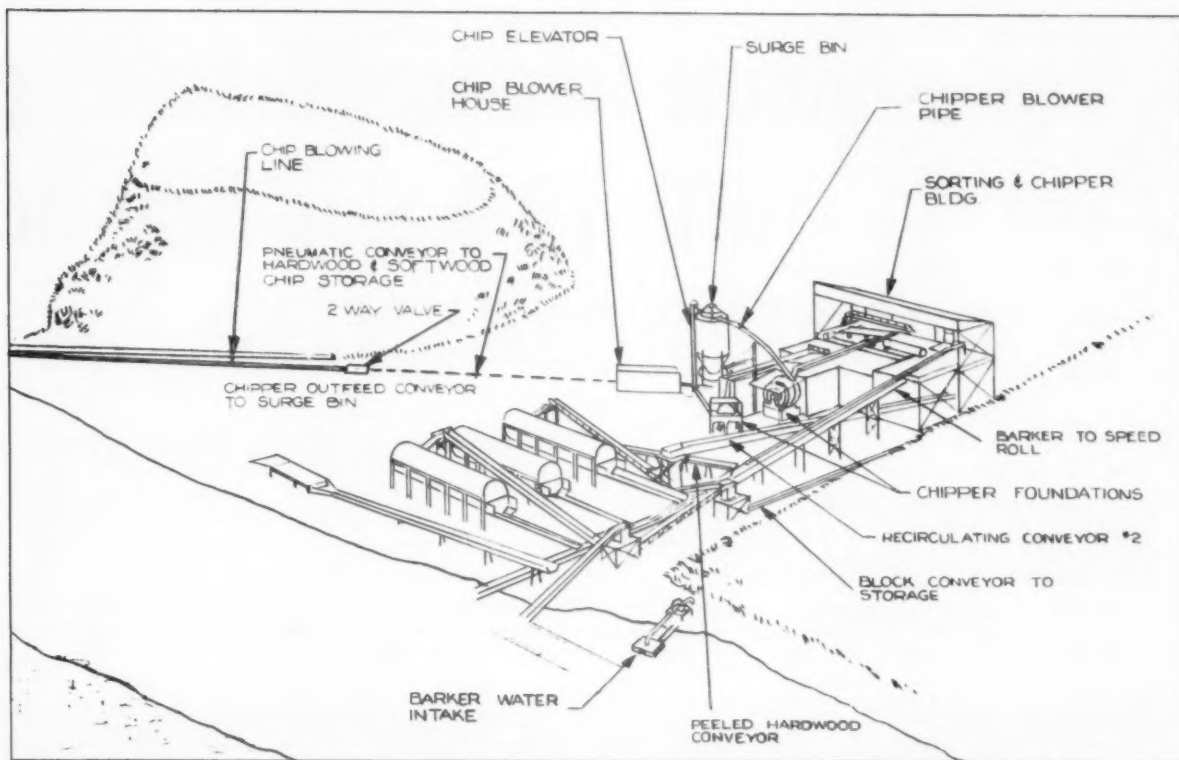 CHIP ELEVATOR
SURGE BIN
CHIP BLOWER
HOUSE
CHIPPER BLOWER
PIPE
CHIP BLOWING
LINE
SORTING & CHIPPER
BLDG.
PNEUMATIC CONVEYOR TO
HARDWOOD & SOFTWOOD
CHIP STORAGE
2 WAY VALVE
CHIPPER OUTFEED CONVEYOR
TO SURGE BIN
BARKER TO SPEED
ROLL
CHIPPER FOUNDATIONS
RECIRCULATING CONVEYOR #2
BLOCK CONVEYOR TO
STORAGE
BARKER WATER
INTAKE
PEELED HARDWOOD
CONVEYOR